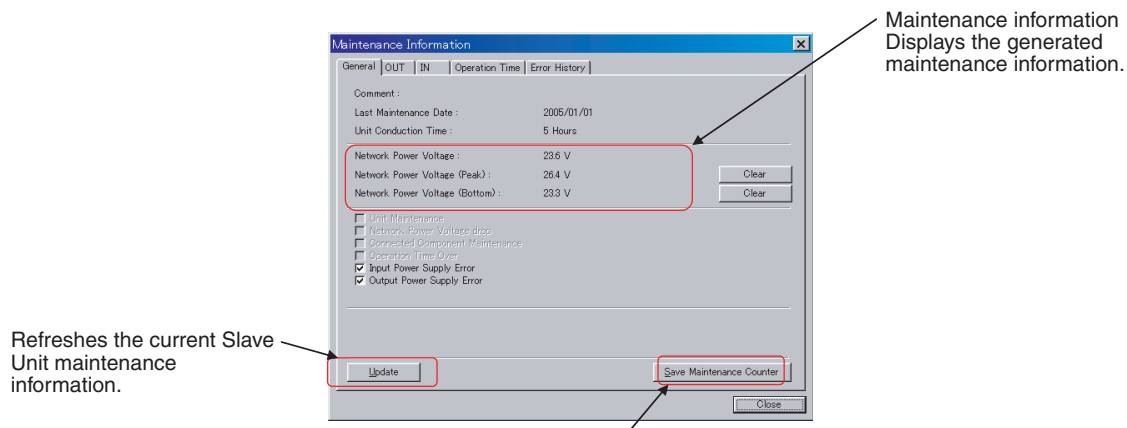 Maintenance information
Displays the generated
maintenance information.
Maintenance Information
General OUT IN Operation Time Error History
Comment :
Last Maintenance Date : 2005/01/01
Unit Conduction Time : 5 Hours
Network Power Voltage : 23.6 V
Network Power Voltage (Peak) : 26.4 V Clear
Network Power Voltage (Bottom) : 23.3 V Clear
Unit Maintenance
Network Power Voltage drop
Connected Component Maintenance
Operation Time Over
Input Power Supply Error
Output Power Supply Error
Refreshes the current Slave
Unit maintenance
information.
Update Save Maintenance Counter
Close